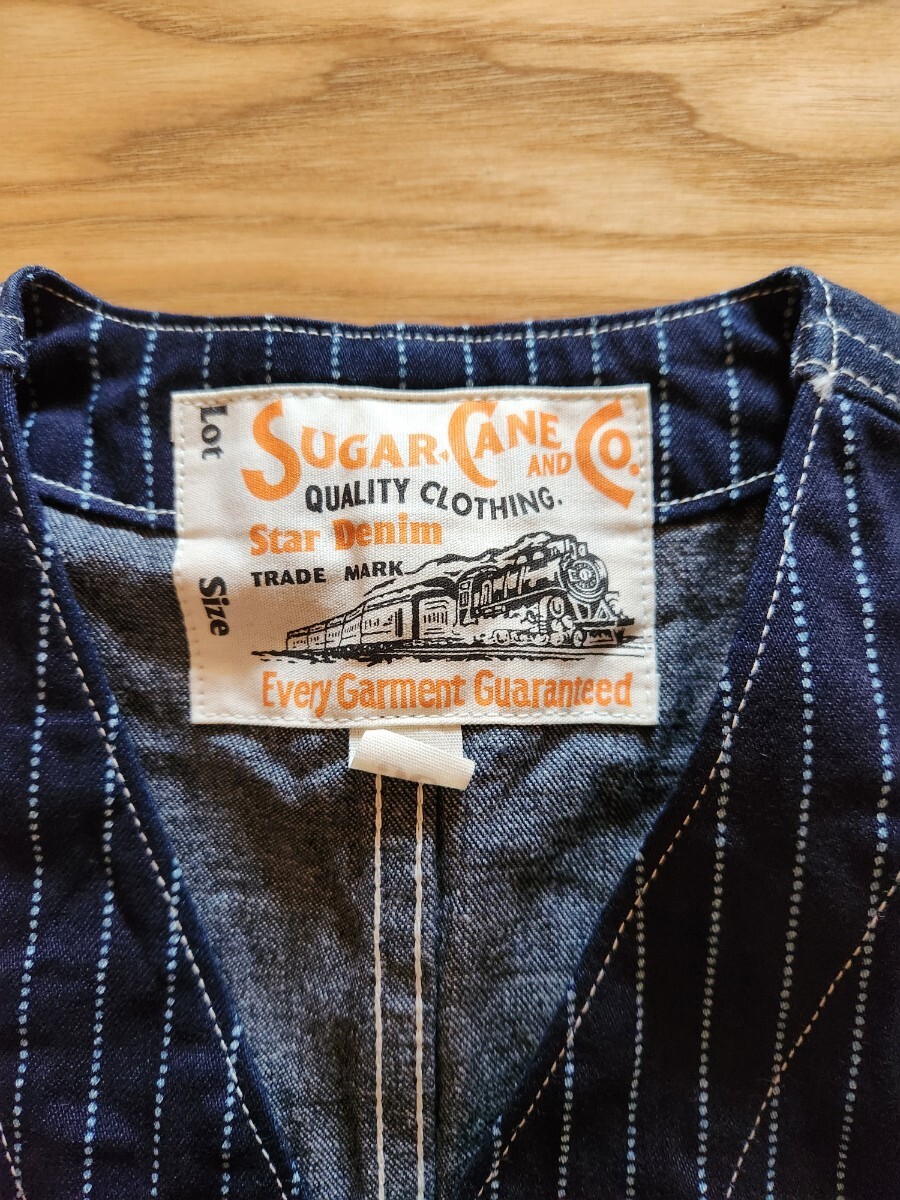 SUGAR CANE AND CO.
QUALITY CLOTHING.
Star Denim
TRADE MARK
Every Garment Guaranteed
Lot
Size